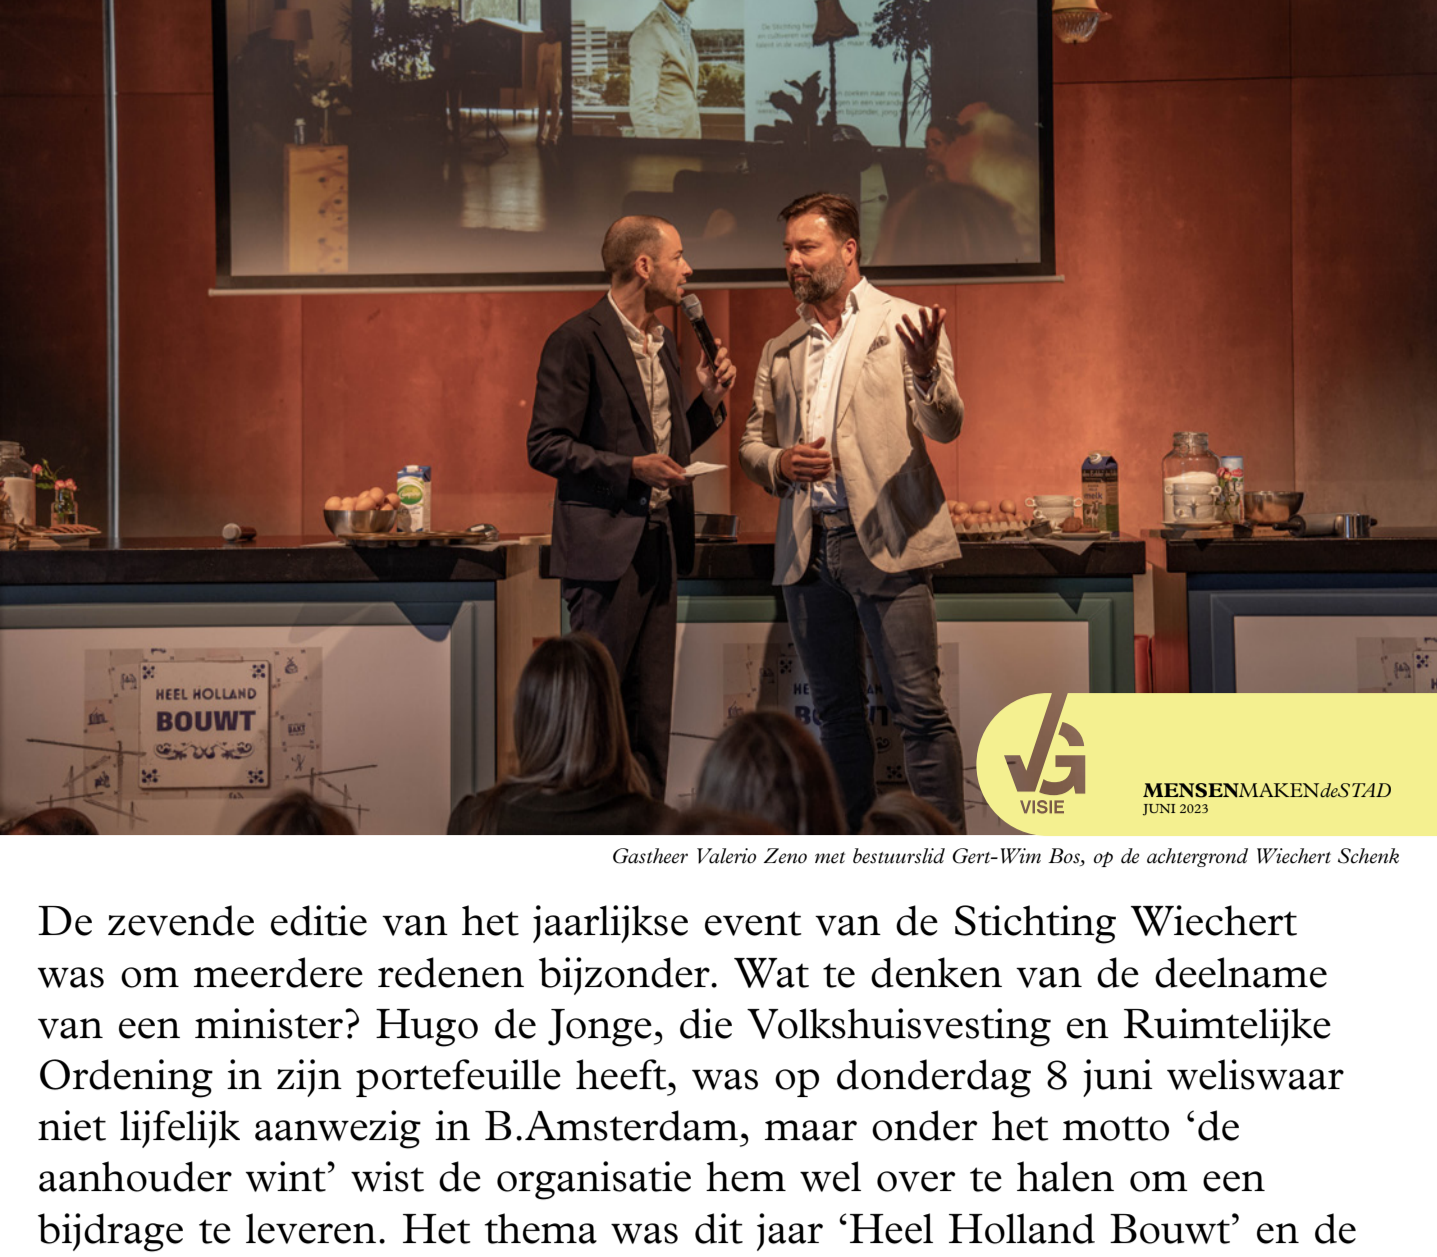 HEEL HOLLAND
BOUWT
VG
VISIE
MENSENMAKENdeSTAD
JUNI 2023
Gastheer Valerio Zeno met bestuurslid Gert-Wim Bos, op de achtergrond Wiechert Schenk
De zevende editie van het jaarlijkse event van de Stichting Wiechert
was om meerdere redenen bijzonder. Wat te denken van de deelname
van een minister? Hugo de Jonge, die Volkshuisvesting en Ruimtelijke
Ordening in zijn portefeuille heeft, was op donderdag 8 juni weliswaar
niet lijfelijk aanwezig in B.Amsterdam, maar onder het motto ‘de
aanhouder wint’ wist de organisatie hem wel over te halen om een
bijdrage te leveren. Het thema was dit jaar ‘Heel Holland Bouwt’ en de